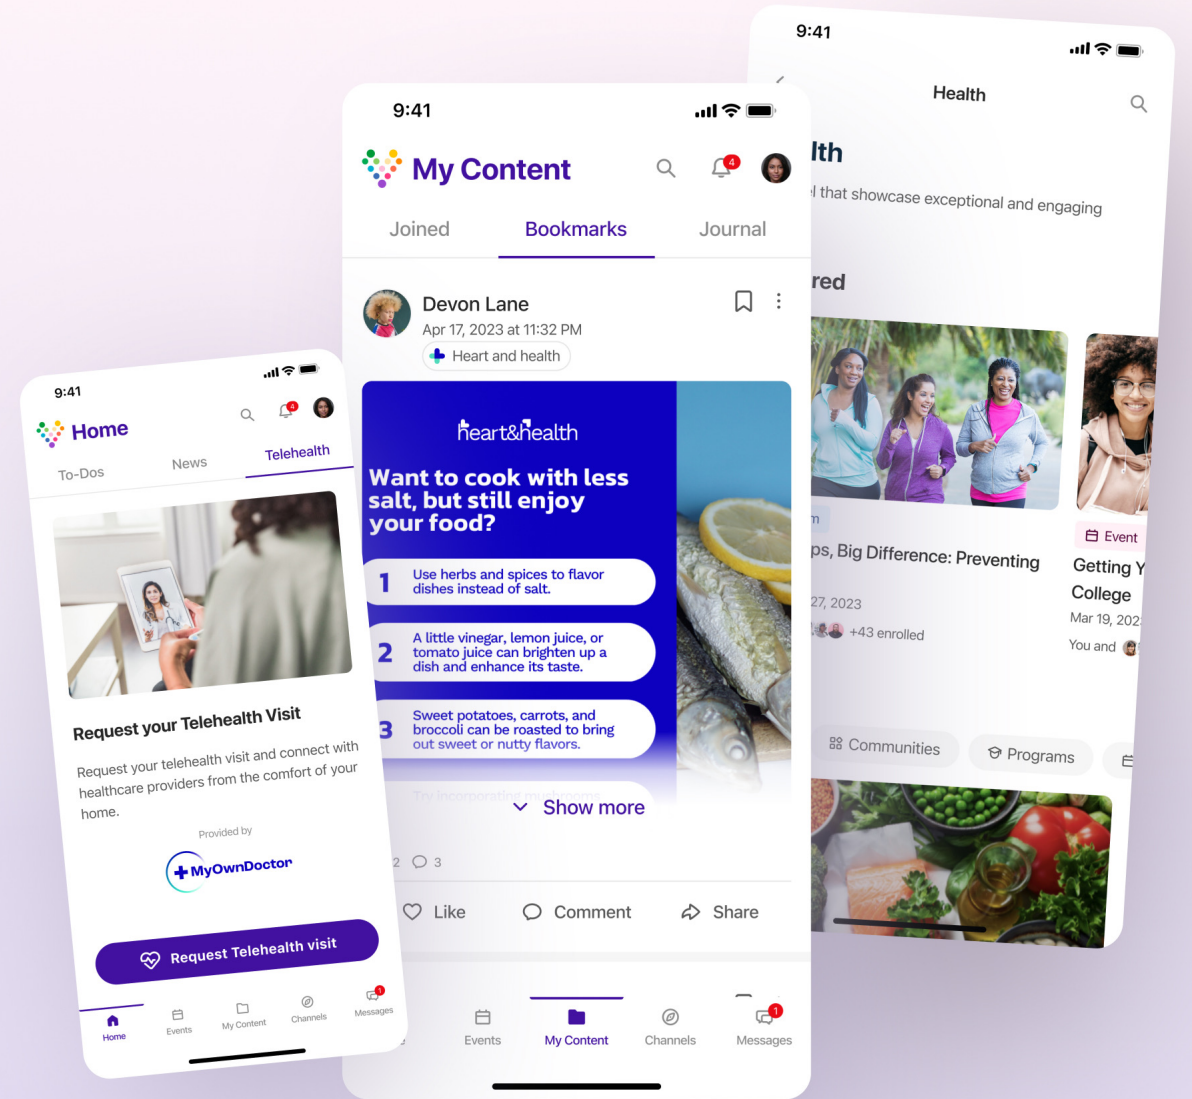 9:41
Home
4
To-Dos
News
Telehealth
Request your Telehealth Visit
Request your telehealth visit and connect with
healthcare providers from the comfort of your
home.
Provided by
MyOwnDoctor
Request Telehealth visit
Home
Events
My Content
Channels
Messages
1
9:41
My Content
4
Joined
Bookmarks
Journal
Devon Lane
Apr 17, 2023 at 11:32 PM
Heart and health
heart&health
Want to cook with less
salt, but still enjoy
your food?
1
Use herbs and spices to flavor
dishes instead of salt.
2
A little vinegar, lemon juice, or
tomato juice can brighten up a
dish and enhance its taste.
3
Sweet potatoes, carrots, and
broccoli can be roasted to bring
out sweet or nutty flavors.
Try incorporating mushrooms
Show more
2
3
Like
Comment
Share
Events
My Content
Channels
Messages
1
9:41
Health
lth
l that showcase exceptional and engaging
red
m
ps, Big Difference: Preventing
27, 2023
+43 enrolled
Event
Getting Y
College
Mar 19, 202
You and
Communities
Programs